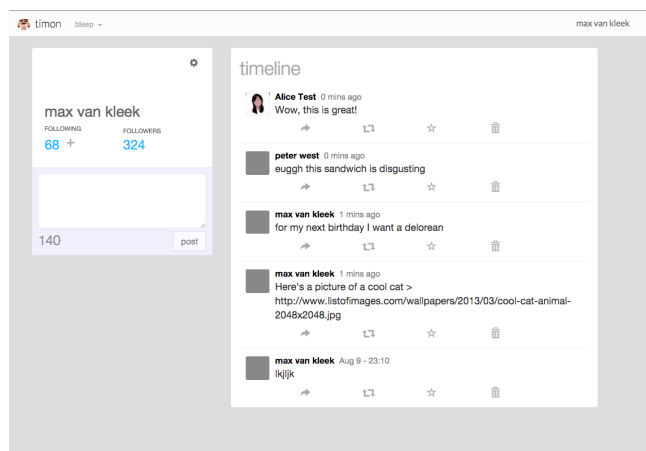 timon bleep
max van kleek
max van kleek
FOLLOWING FOLLOWERS
68 + 324
140 post
timeline
Alice Test 0 mins ago
Wow, this is great!
peter west 0 mins ago
euggh this sandwich is disgusting
max van kleek 1 mins ago
for my next birthday I want a delorean
max van kleek 1 mins ago
Here's a picture of a cool cat >
http://www.listofimages.com/wallpapers/2013/03/cool-cat-animal-
2048x2048.jpg
max van kleek Aug 9 - 23:10
lkjljk